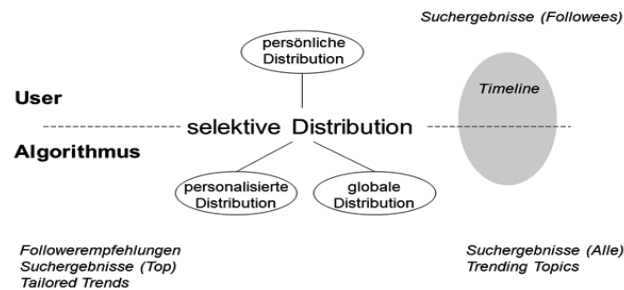 Suchergebnisse (Followees)
persönliche
Distribution
Timeline
User
selektive Distribution
Algorithmus
personalisierte
Distribution
globale
Distribution
Followerempfehlungen
Suchergebnisse (Top)
Tailored Trends
Suchergebnisse (Alle)
Trending Topics